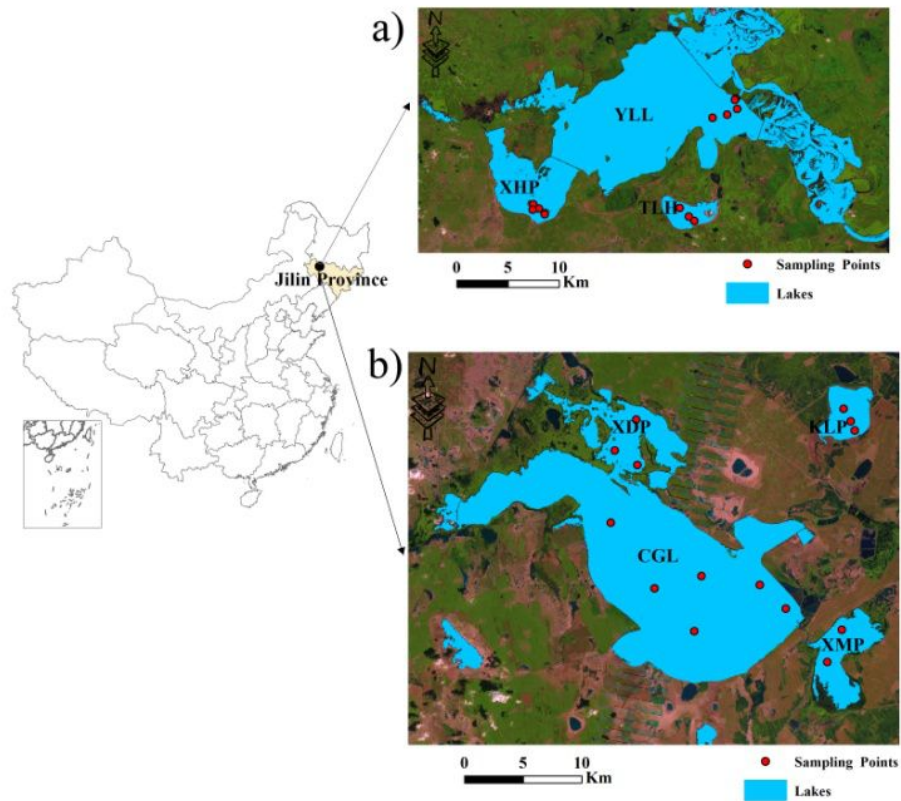 a)
N
YLL
XHP
TLH
0 5 10
Km
Sampling Points
Lakes
Jilin Province
b)
N
XDP
KLP
CGL
XMP
0 5 10
Km
Sampling Points
Lakes